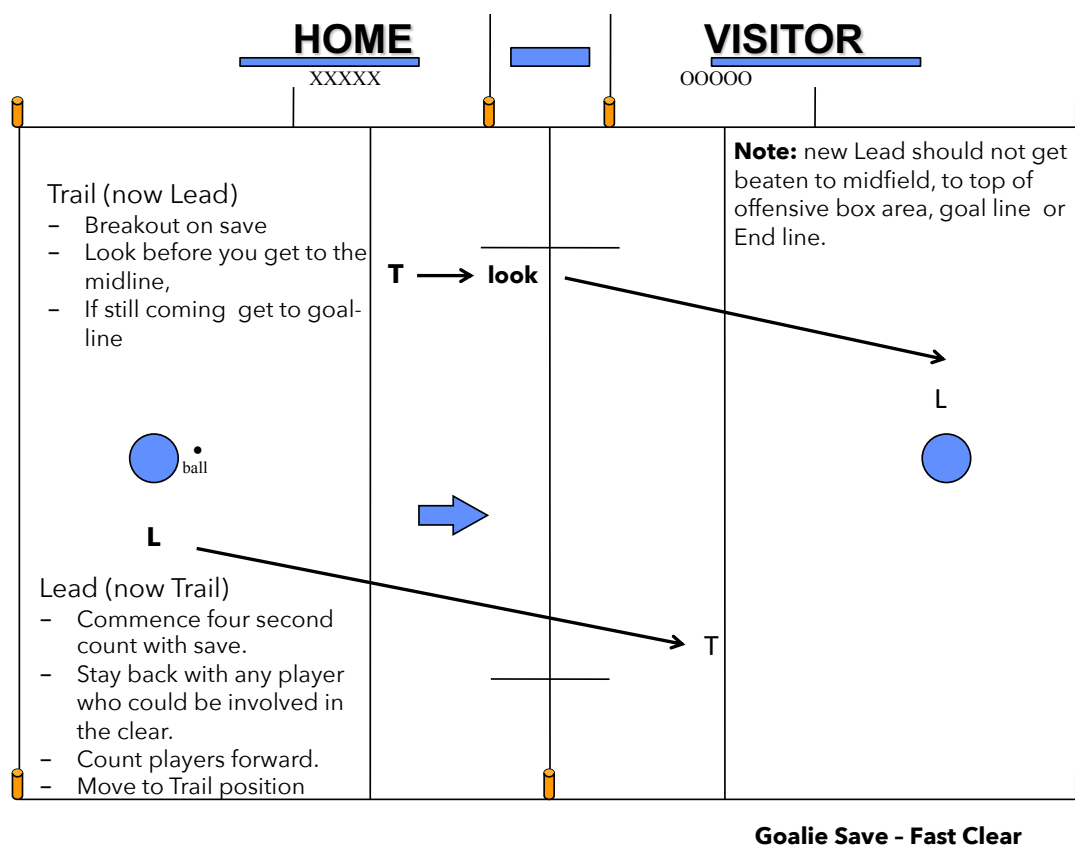 HOME
VISITOR
XXXXX
OOOOO
Trail (now Lead)
– Breakout on save
– Look before you get to the
midline,
– If still coming get to goal-
line
Note: new Lead should not get
beaten to midfield, to top of
offensive box area, goal line or
End line.
T
look
L
ball
L
Lead (now Trail)
– Commence four second
count with save.
– Stay back with any player
who could be involved in
the clear.
– Count players forward.
– Move to Trail position
T
Goalie Save – Fast Clear